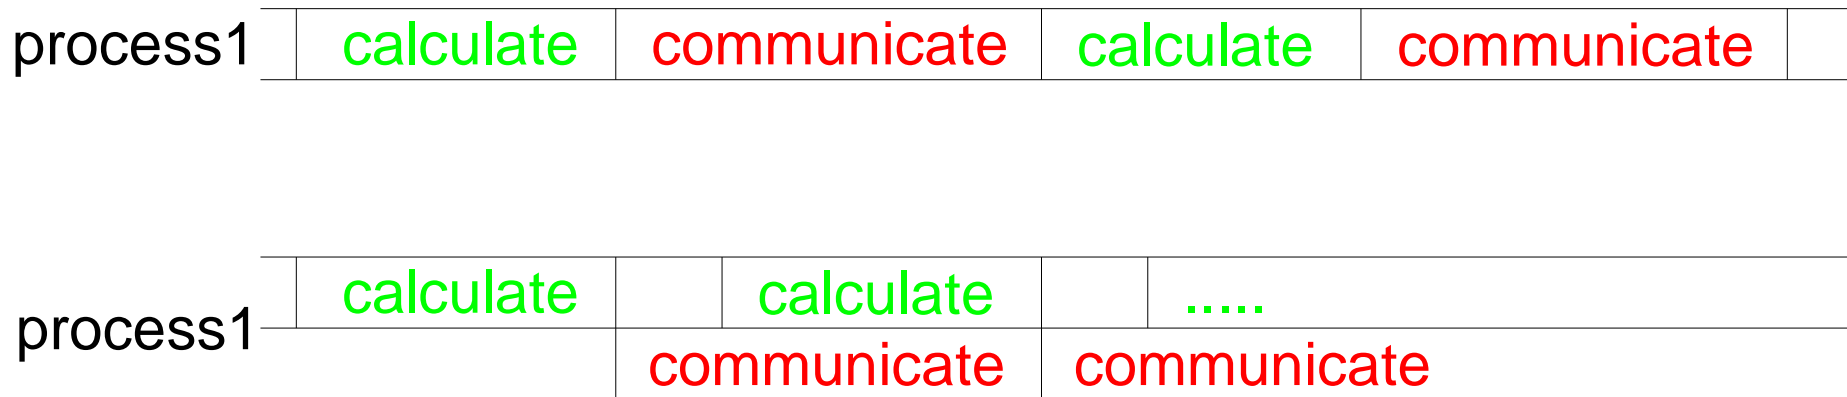 process1 calculate communicate calculate communicate
calculate calculate .....
process1
communicate communicate